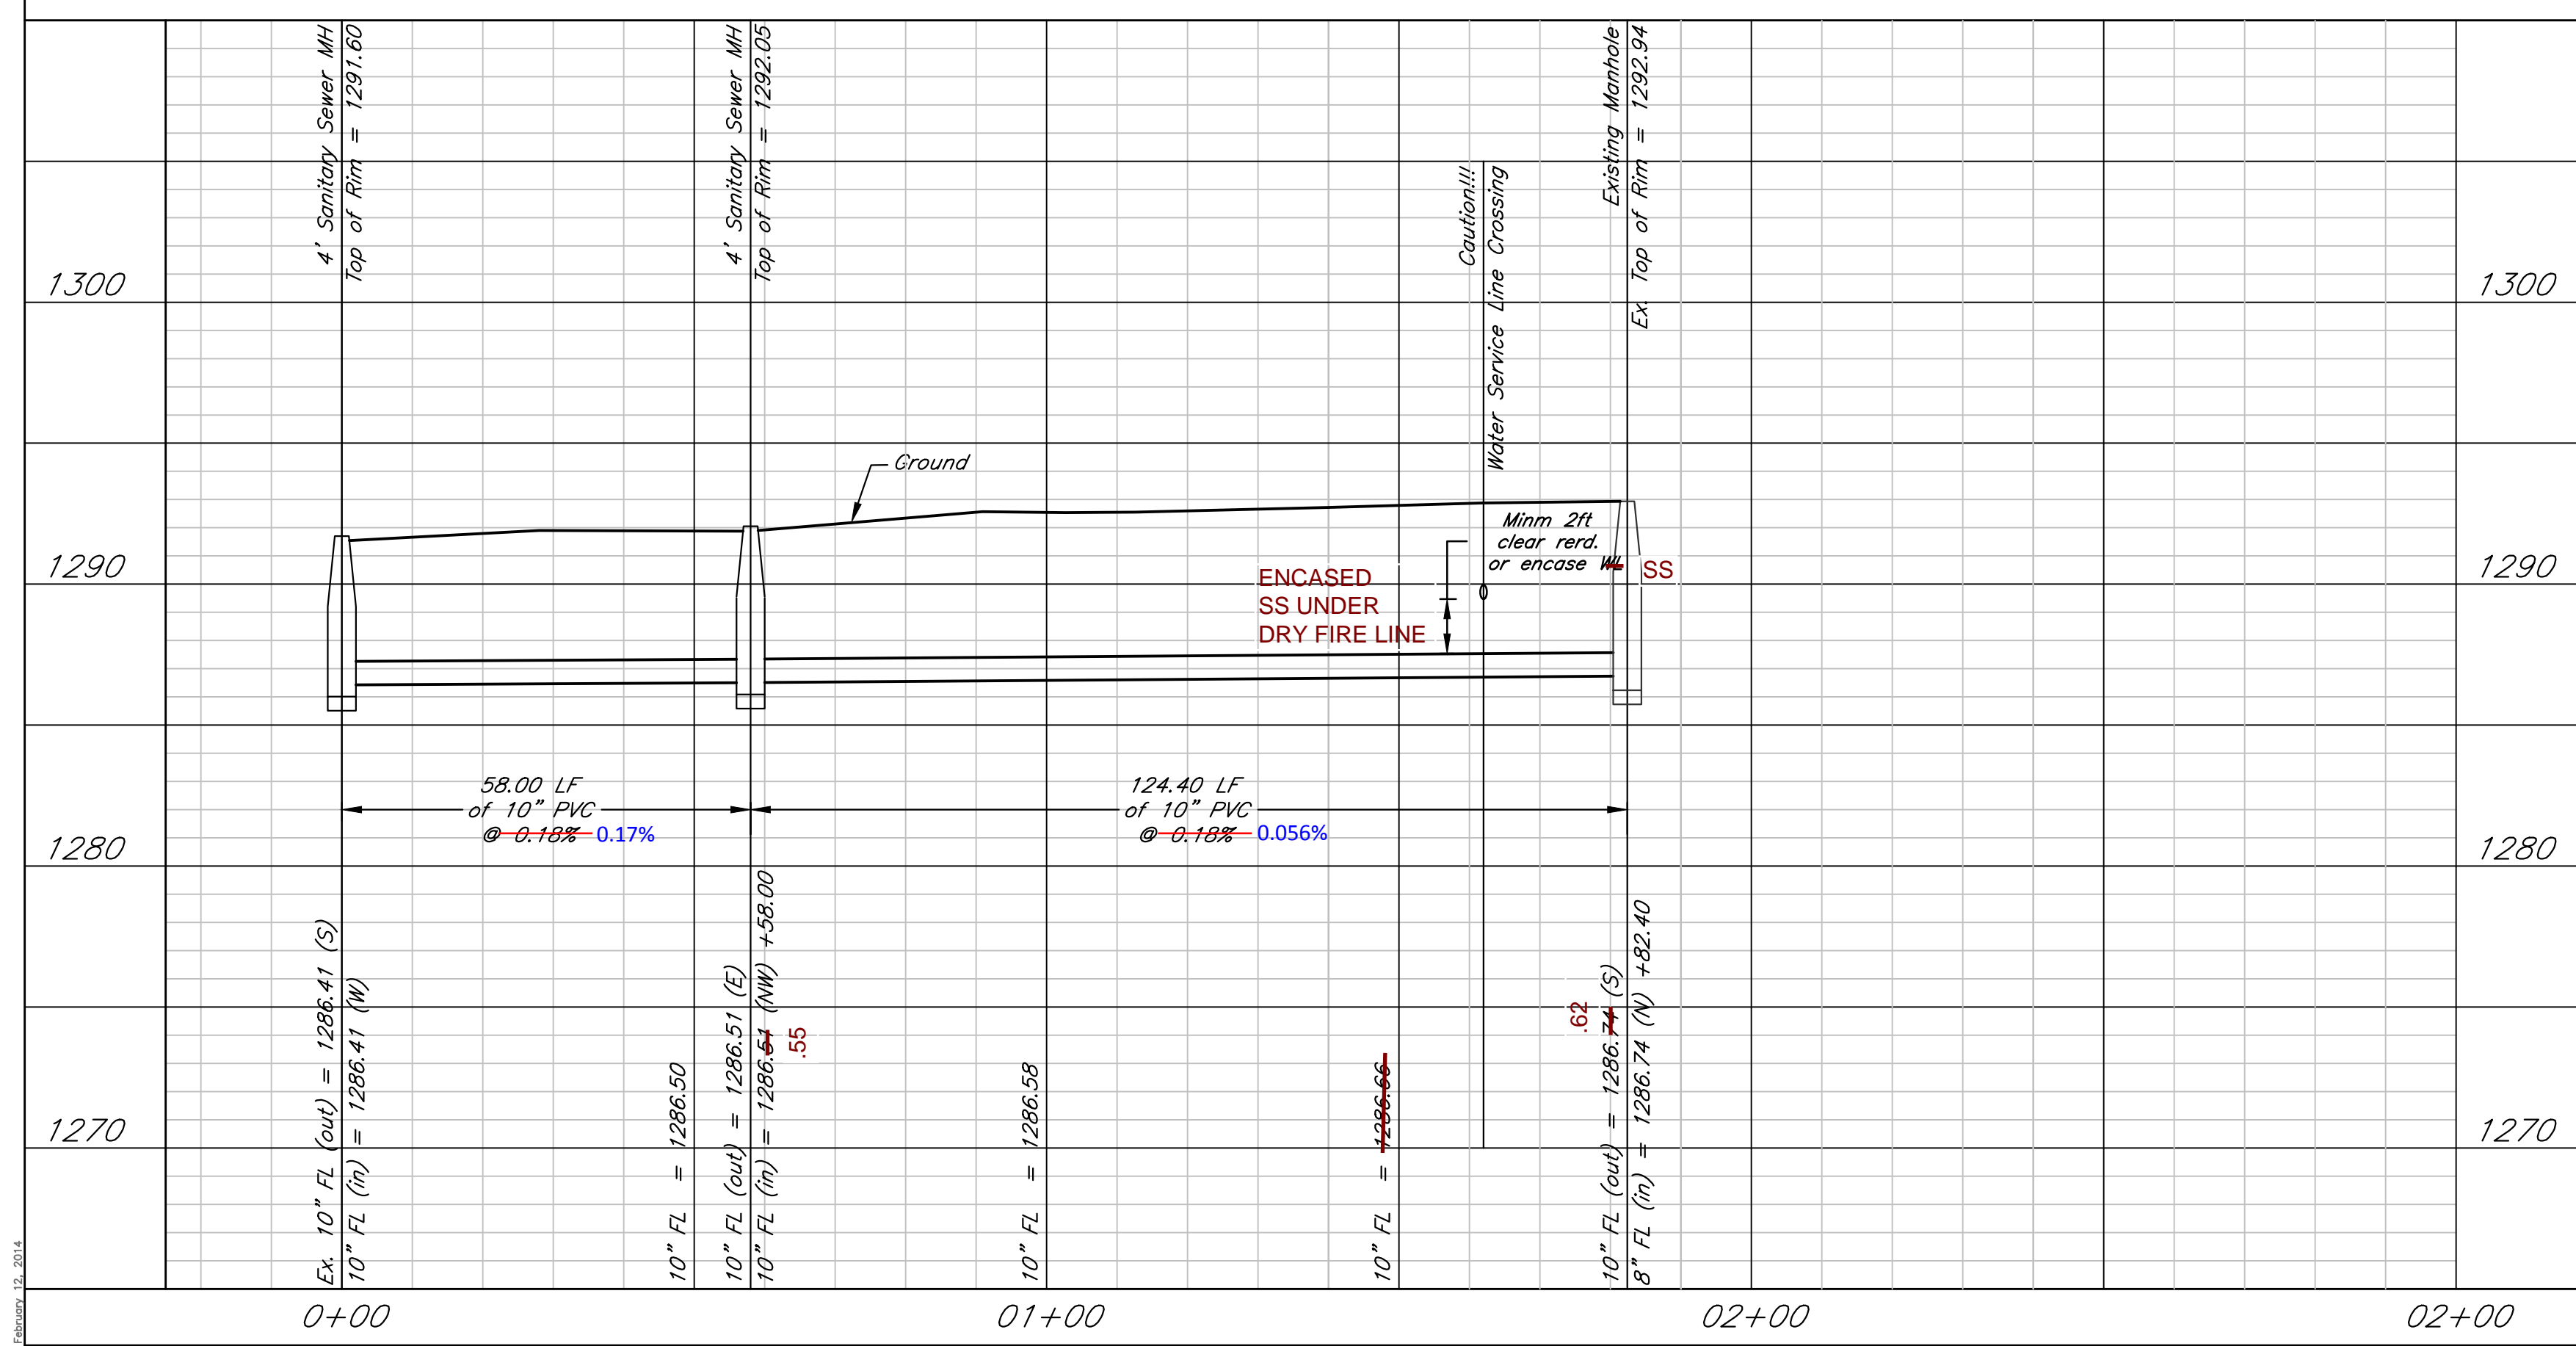 4' Sanitary Sewer MH
Top of Rim = 1291.60
4' Sanitary Sewer MH
Top of Rim = 1292.05
Caution!!!
Water Service Line Crossing
Existing Manhole
Ex. Top of Rim = 1292.94
1300
1300
Ground
Minm 2ft
clear rerd.
or encase WL
SS
ENCASED
SS UNDER
DRY FIRE LINE
1290
1290
58.00 LF
of 10" PVC
@ 0.18% 0.17%
124.40 LF
of 10" PVC
@ 0.18% 0.056%
1280
1280
Ex. 10" FL (out) = 1286.41 (S)
10" FL (in) = 1286.41 (W)
10" FL = 1286.50
10" FL (out) = 1286.51 (E)
10" FL (in) = 1286.51 (NW) +58.00
.55
10" FL = 1286.58
10" FL = 1286.66
.62
10" FL (out) = 1286.74 (S)
8" FL (in) = 1286.74 (N) +82.40
1270
1270
0+00
01+00
02+00
02+00
February 12, 2014